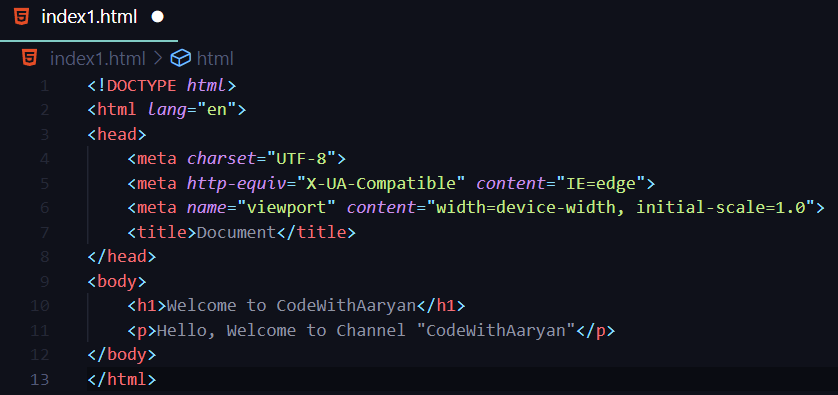 index1.html
index1.html > html
1 <!DOCTYPE html>
2 <html lang="en">
3 <head>
4     <meta charset="UTF-8">
5     <meta http-equiv="X-UA-Compatible" content="IE=edge">
6     <meta name="viewport" content="width=device-width, initial-scale=1.0">
7     <title>Document</title>
8 </head>
9 <body>
10     <h1>Welcome to CodeWithAaryan</h1>
11     <p>Hello, Welcome to Channel "CodeWithAaryan"</p>
12 </body>
13 </html>